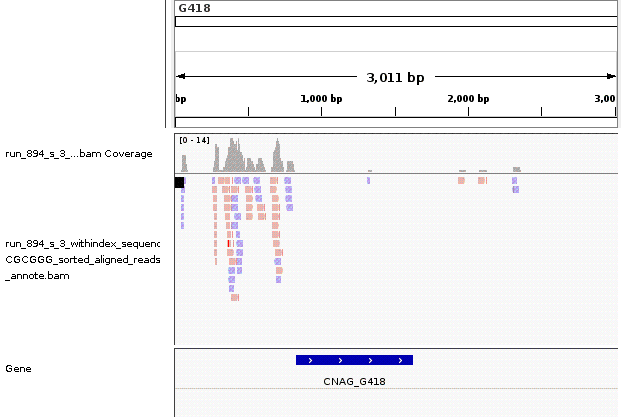 G418
3,011 bp
bp
1,000 bp
2,000 bp
3,00
[0 - 14]
run_894_s_3_...bam Coverage
run_894_s_3_withindex_sequenc
CGCGGG_sorted_aligned_reads
_annote.bam
Gene
CNAG_G418